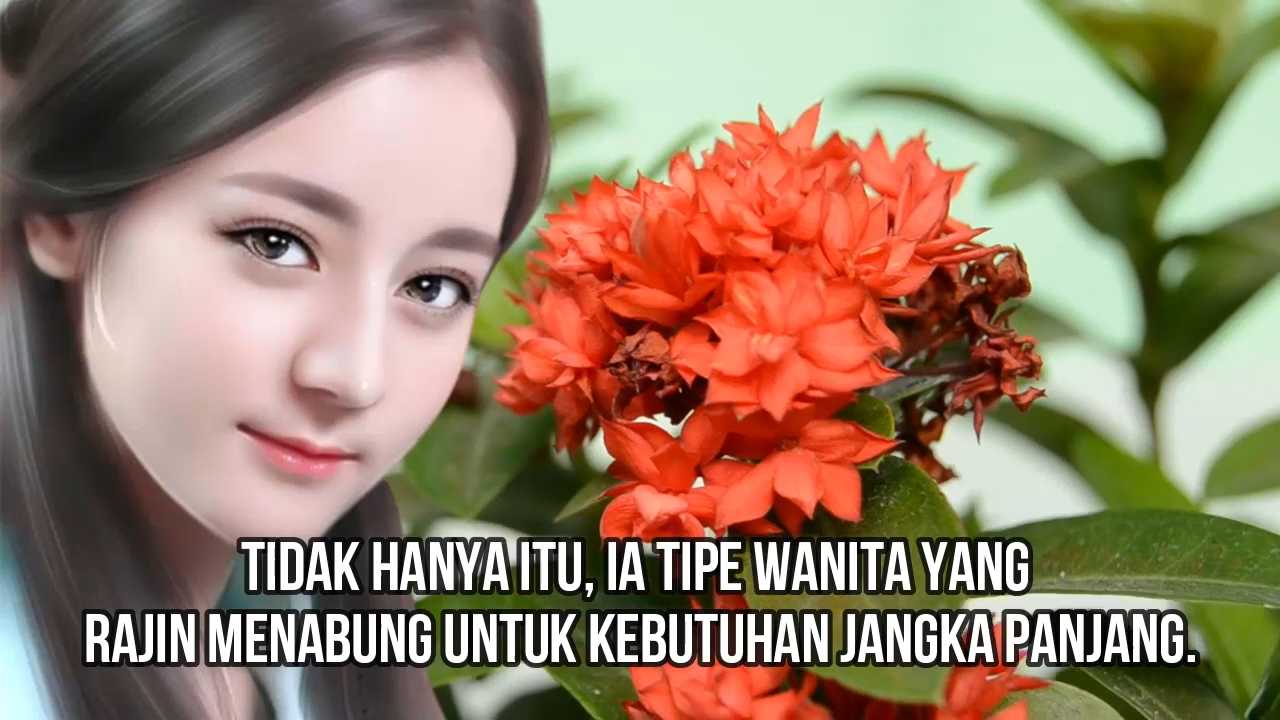 TIDAK HANYA ITU, IA TIPE WANITA YANG
RAJIN MENABUNG UNTUK KEBUTUHAN JANGKA PANJANG.